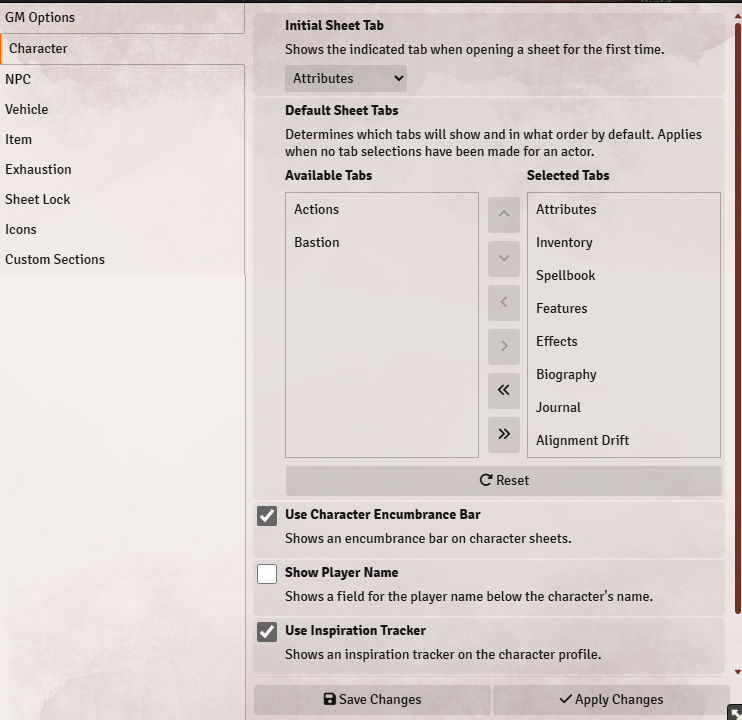 GM Options
Character
NPC
Vehicle
Item
Exhaustion
Sheet Lock
Icons
Custom Sections
Initial Sheet Tab
Shows the indicated tab when opening a sheet for the first time.
Attributes
Default Sheet Tabs
Determines which tabs will show and in what order by default. Applies
when no tab selections have been made for an actor.
Available Tabs
Actions
Bastion
Selected Tabs
Attributes
Inventory
Spellbook
Features
Effects
Biography
Journal
Alignment Drift
Reset
Use Character Encumbrance Bar
Shows an encumbrance bar on character sheets.
Show Player Name
Shows a field for the player name below the character's name.
Use Inspiration Tracker
Shows an inspiration tracker on the character profile.
Save Changes
Apply Changes